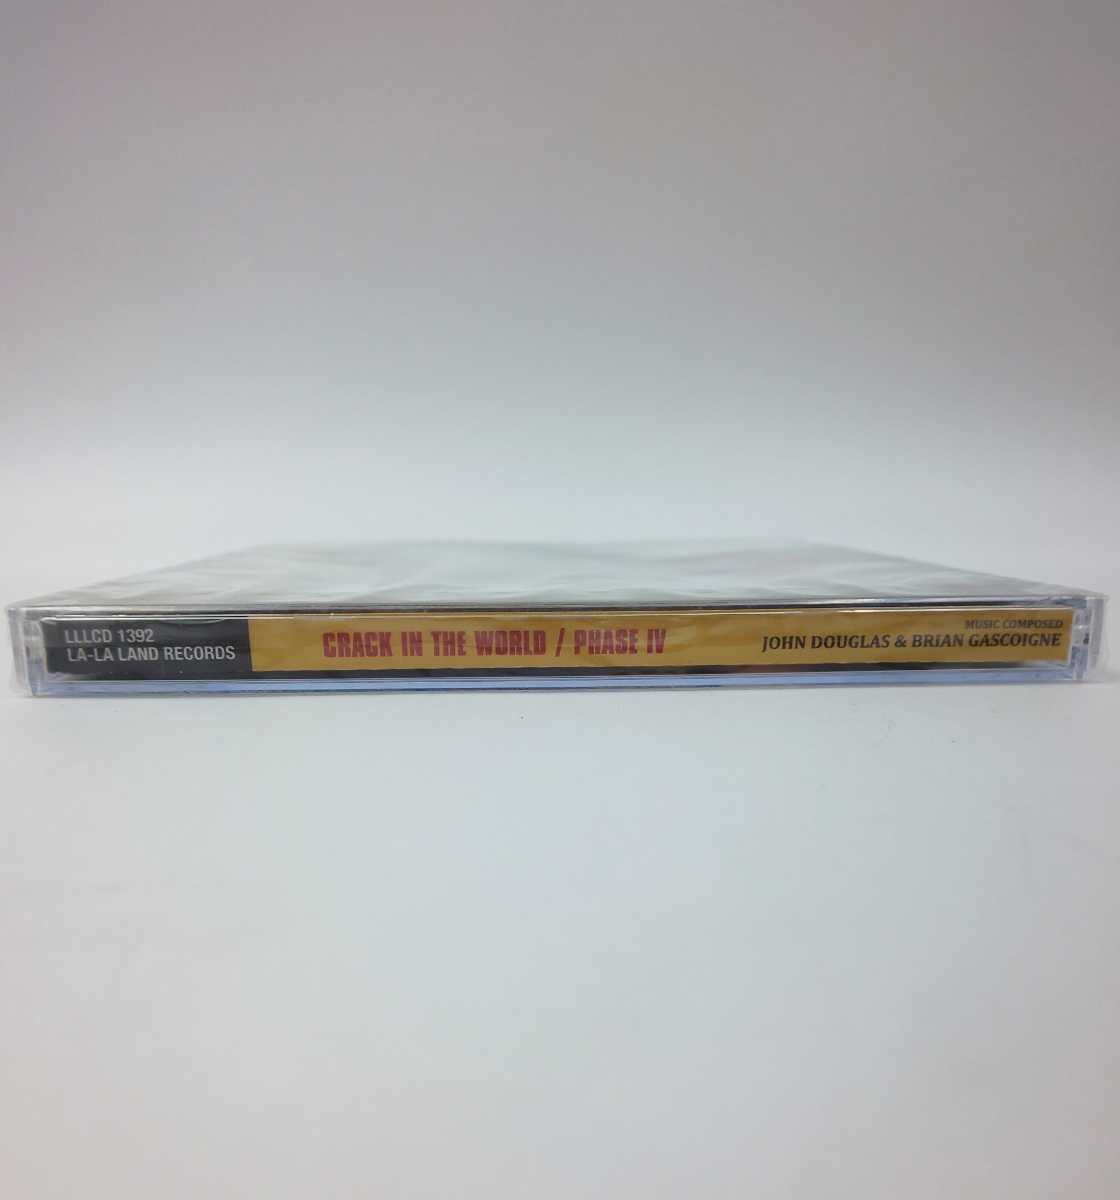 LLLCD 1392
LA-LA LAND RECORDS
CRACK IN THE WORLD / PHASE IV
MUSIC COMPOSED
JOHN DOUGLAS & BRIAN GASCOIGNE